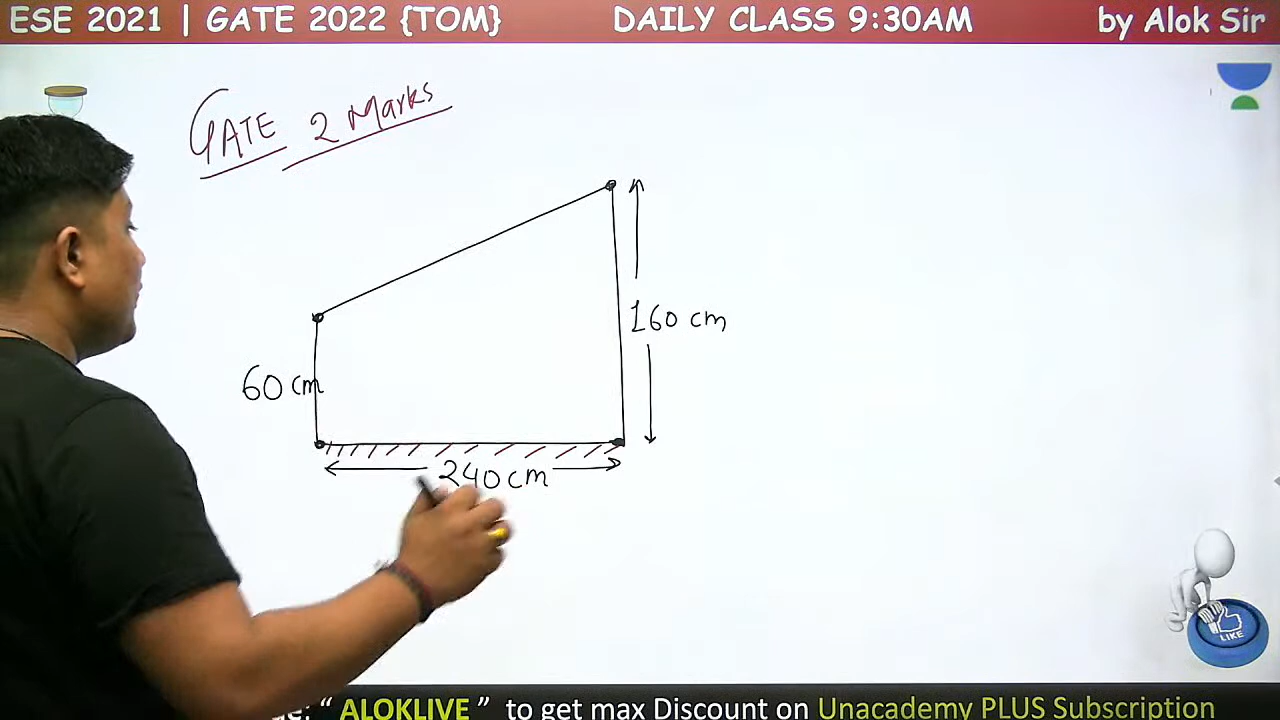 ESE 2021 | GATE 2022 {TOM} DAILY CLASS 9:30AM by Alok Sir
GATE 2 Marks
160 cm
60 cm
240 cm
LIKE
“ ALOKLIVE ” to get max Discount on Unacademy PLUS Subscription